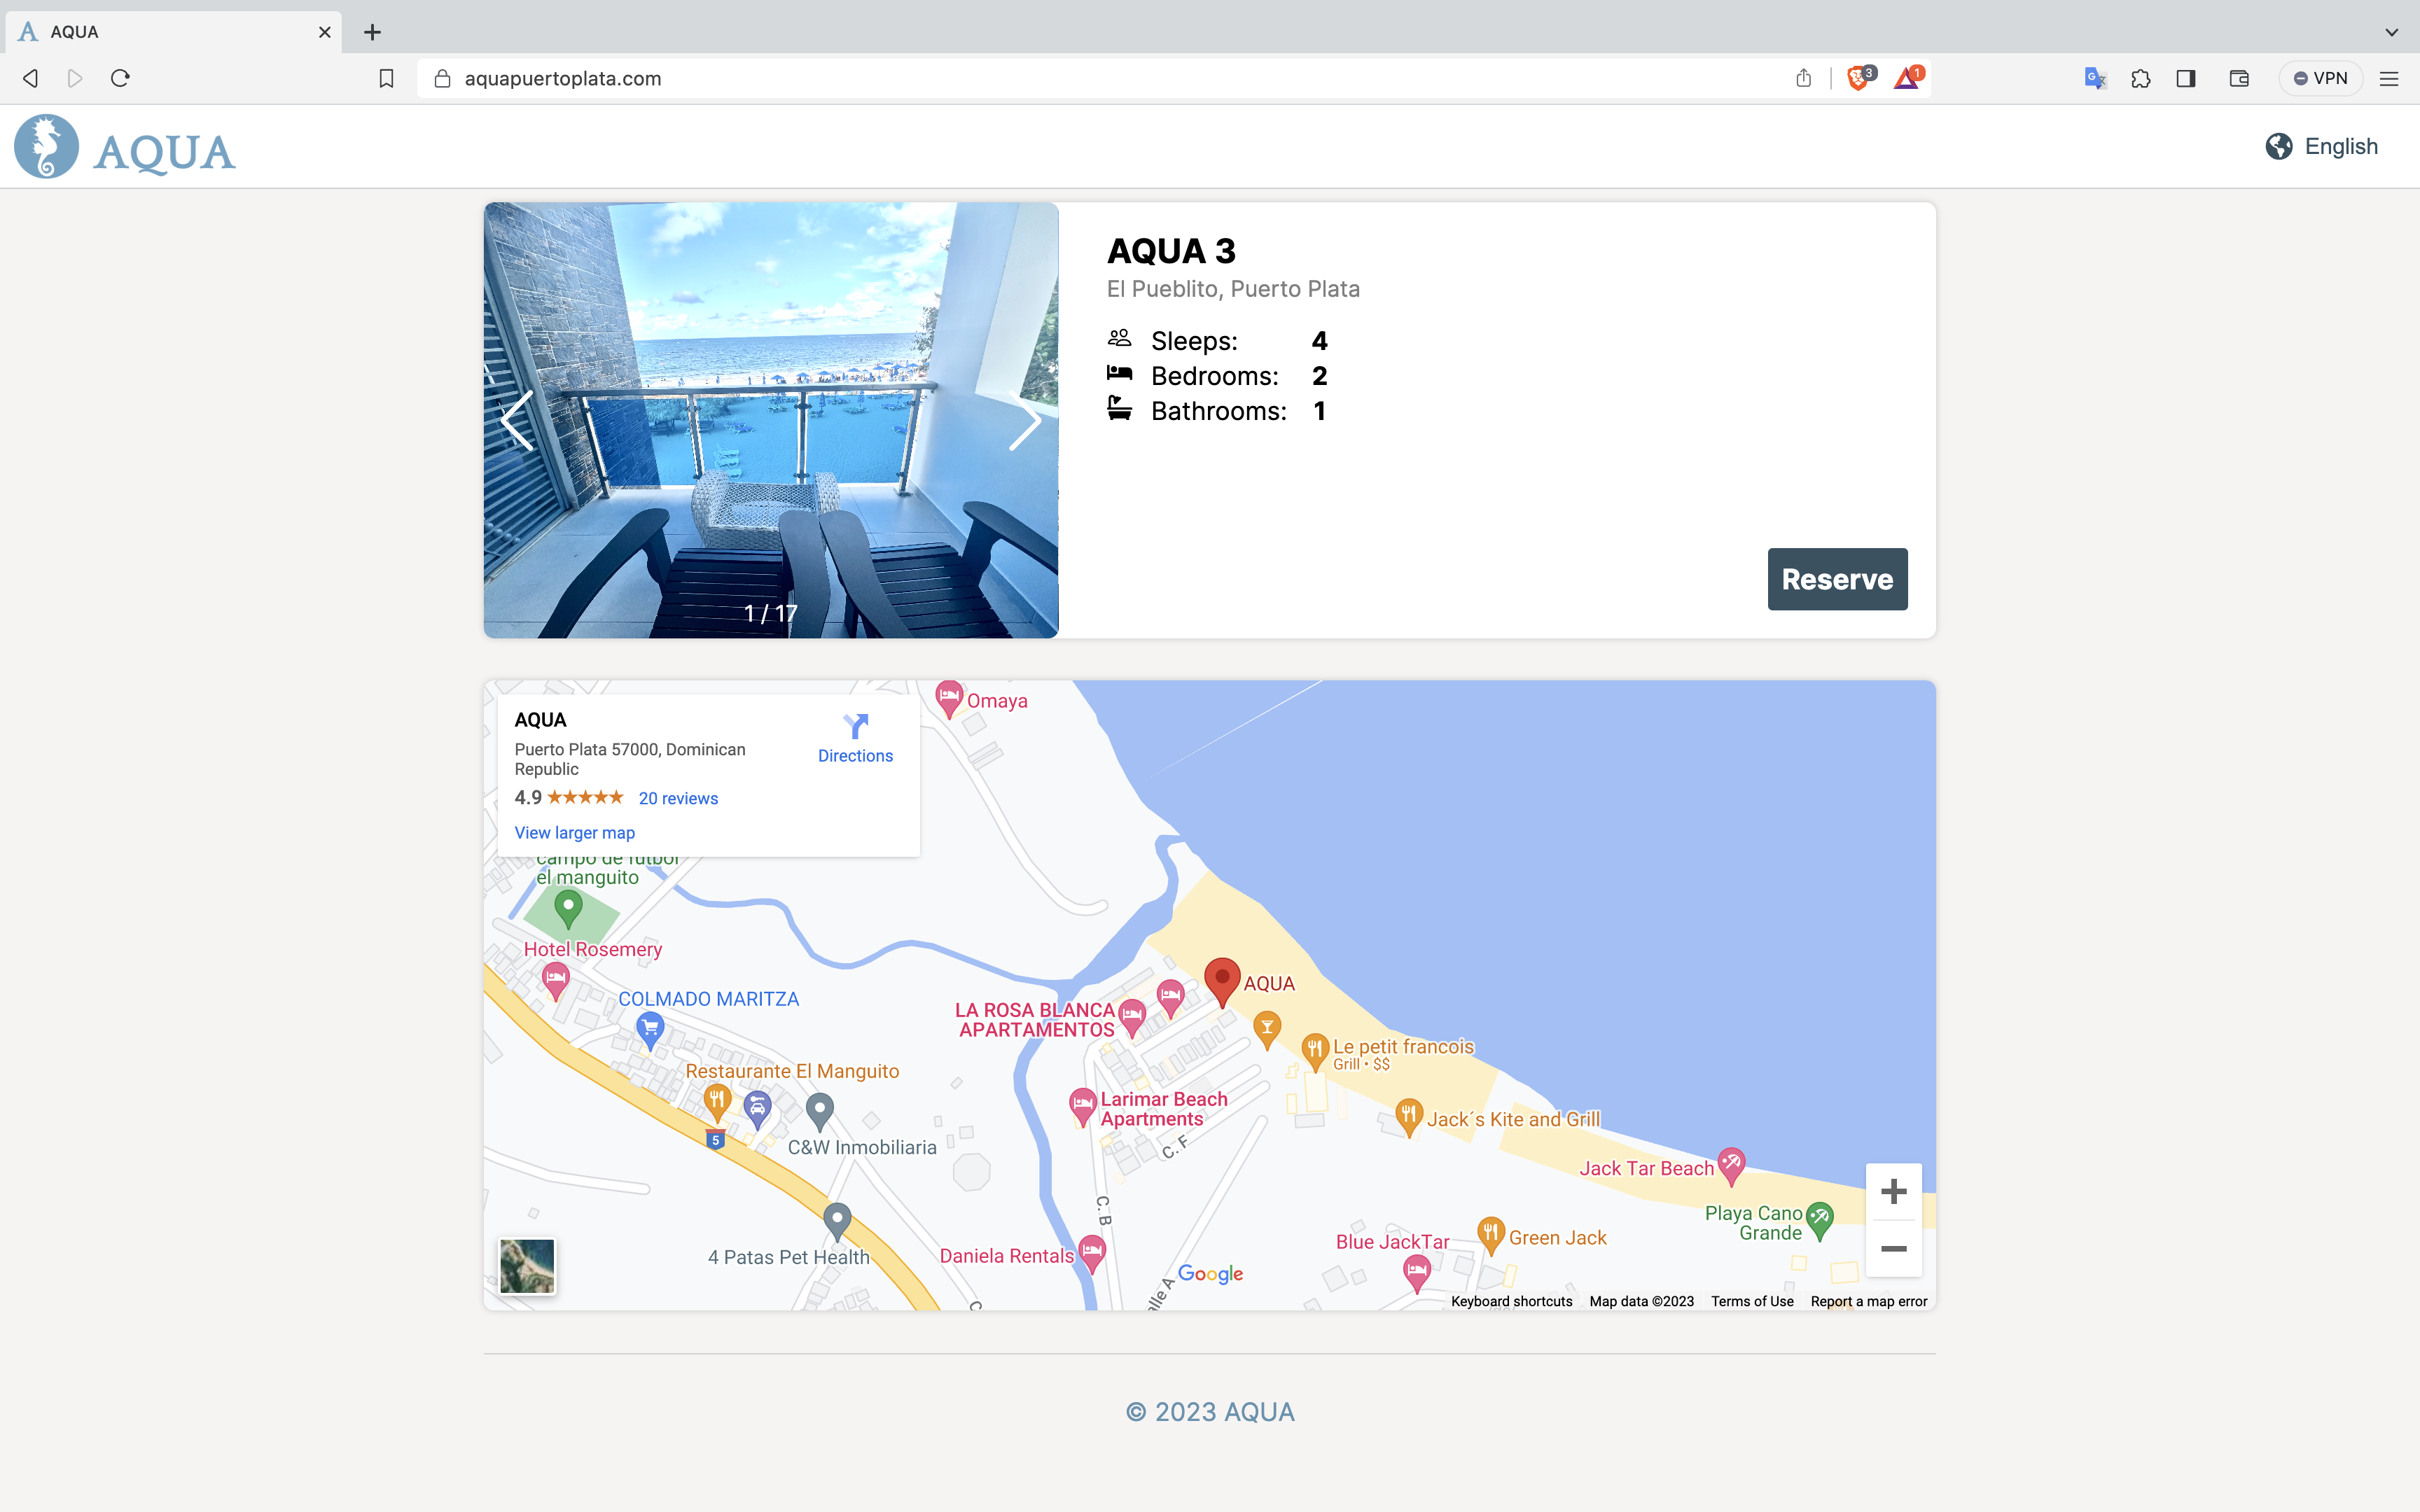 AQUA
aquapuertoplata.com
3
1
VPN
AQUA
English
AQUA 3
El Pueblito, Puerto Plata
Sleeps: 4
Bedrooms: 2
Bathrooms: 1
1 / 17
Reserve
AQUA
Puerto Plata 57000, Dominican
Republic
Directions
4.9 20 reviews
View larger map
Omaya
campo de futbol
el manguito
Hotel Rosemery
COLMADO MARITZA
LA ROSA BLANCA
APARTAMENTOS
AQUA
Le petit francois
Grill • $$
Restaurante El Manguito
Larimar Beach
Apartments
Jack´s Kite and Grill
5
C&W Inmobiliaria
C. F
Jack Tar Beach
C. B
Playa Cano
Grande
4 Patas Pet Health
Daniela Rentals
Blue JackTar
Green Jack
Google
Keyboard shortcuts Map data ©2023 Terms of Use Report a map error
© 2023 AQUA